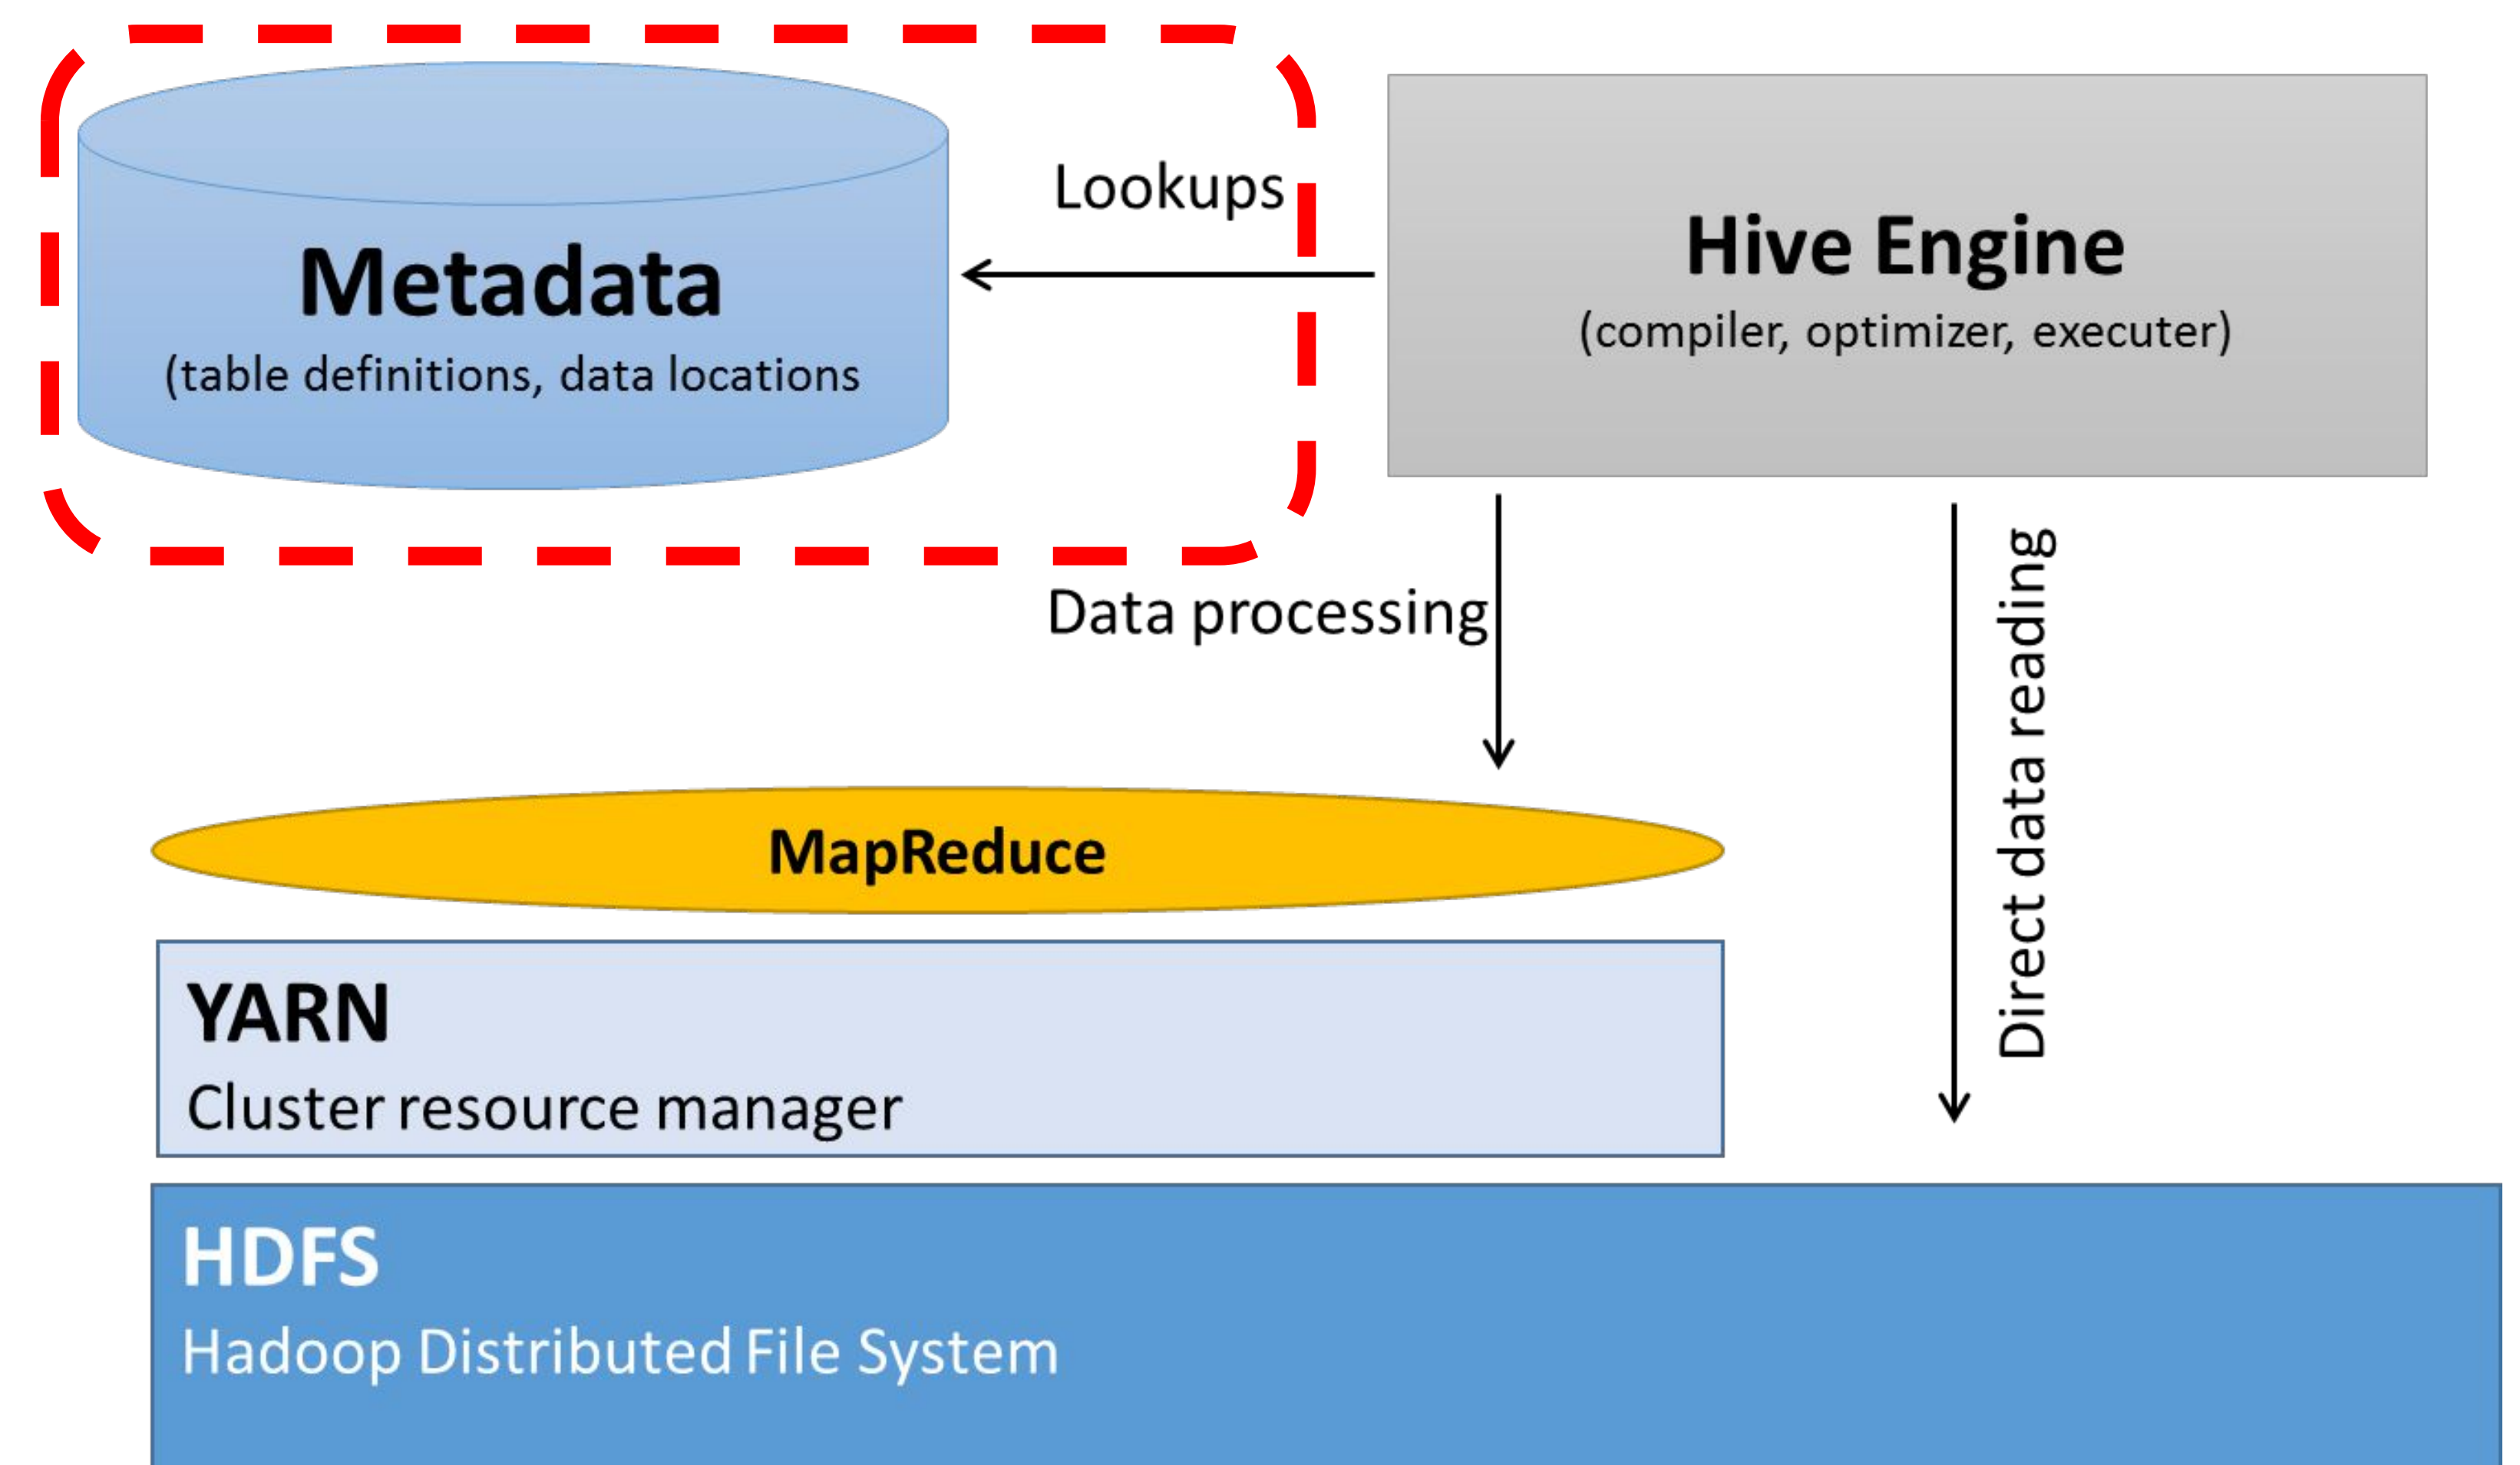 Metadata
(table definitions, data locations
Lookups
Hive Engine
(compiler, optimizer, executer)
Data processing
Direct data reading
MapReduce
YARN
Cluster resource manager
HDFS
Hadoop Distributed File System